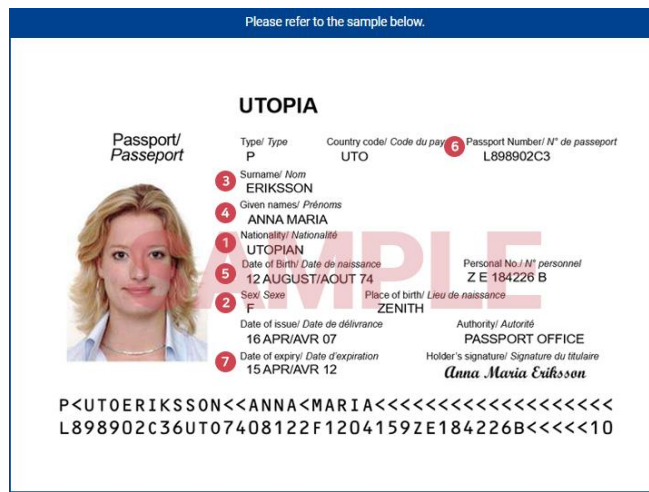 Please refer to the sample below.
UTOPIA
Passport/
Passeport
Type/ Type Country code/ Code du pay 6 Passport Number/ N° de passeport
P UTO L898902C3
3 Surname/ Nom
ERIKSSON
4 Given names/ Prénoms
ANNA MARIA
1 Nationality/ Nationalité
UTOPIAN
5 Date of Birth/ Date de naissance Personal No./ N° personnel
12 AUGUST/AOUT 74 Z E 184226 B
SAMPLE
2 Sex/ Sexe Place of birth/ Lieu de naissance
F ZENITH
Date of issue/ Date de délivrance Authority/ Autorité
16 APR/AVR 07 PASSPORT OFFICE
7 Date of expiry/ Date d'expiration Holder's signature/ Signature du titulaire
15 APR/AVR 12 Anna Maria Eriksson
P<UTOERIKSSON<<ANNA<MARIA<<<<<<<<<<<<<<<<<<<
L898902C36UTO7408122F1204159ZE184226B<<<<<10